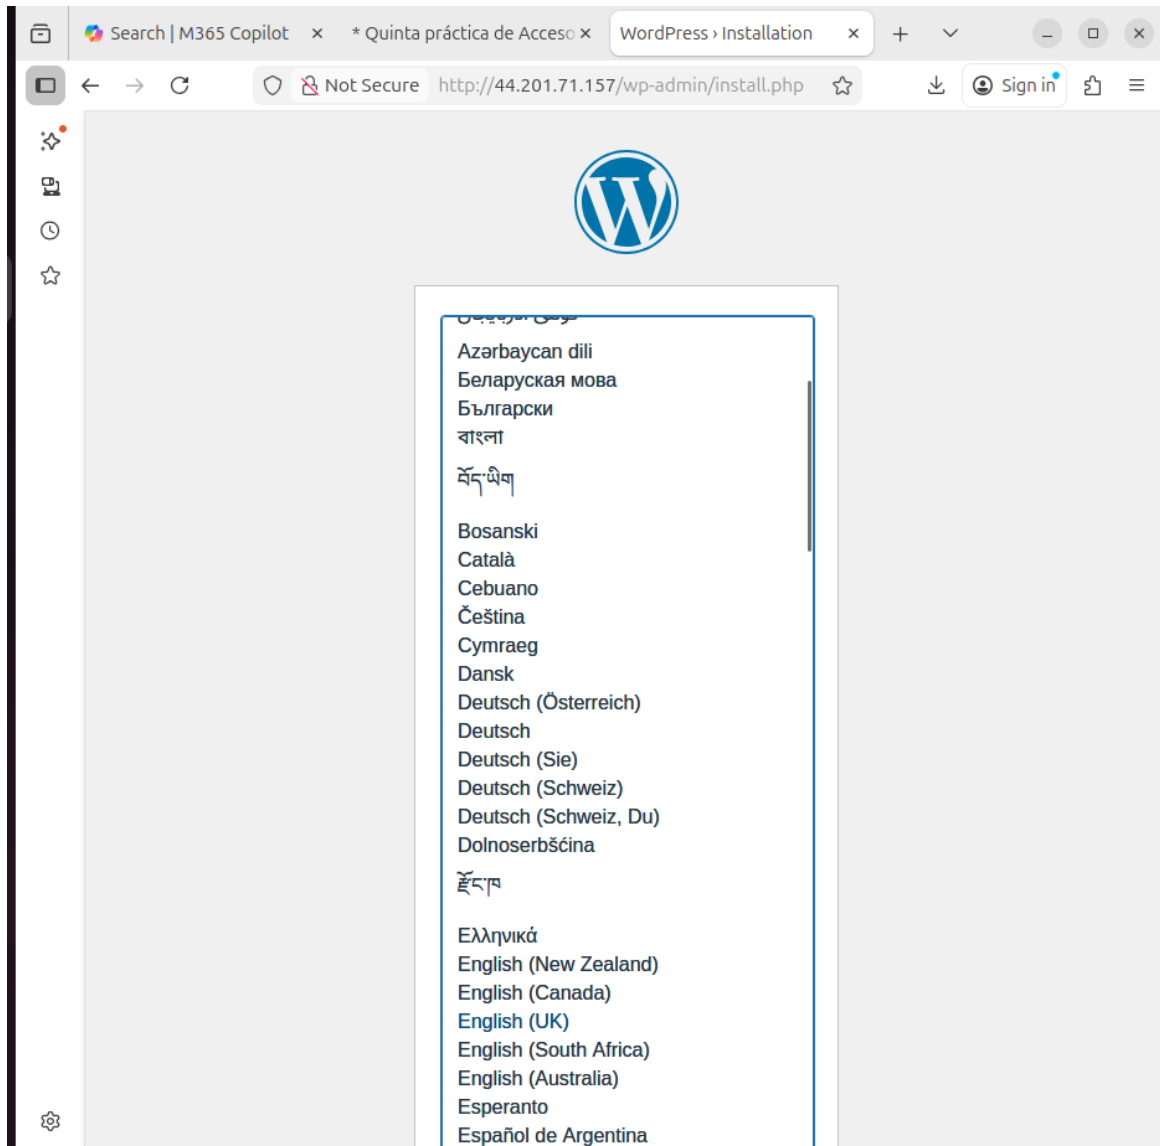 Search | M365 Copilot
* Quinta práctica de Acceso
WordPress › Installation
Not Secure http://44.201.71.157/wp-admin/install.php
Sign in
Azərbaycan dili
Беларуская мова
Български
বাংলা
བོད་ཡིག
Bosanski
Català
Cebuano
Čeština
Cymraeg
Dansk
Deutsch (Österreich)
Deutsch
Deutsch (Sie)
Deutsch (Schweiz)
Deutsch (Schweiz, Du)
Dolnoserbšćina
རྫོང་ཁ
Ελληνικά
English (New Zealand)
English (Canada)
English (UK)
English (South Africa)
English (Australia)
Esperanto
Español de Argentina